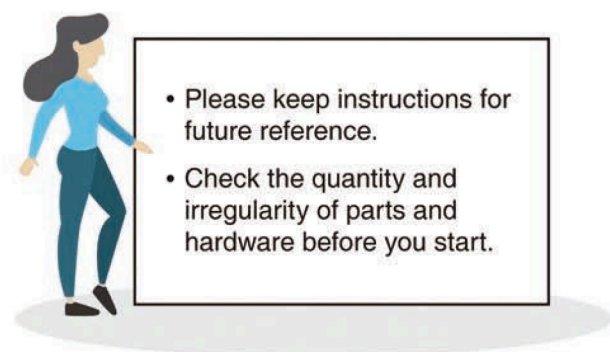 • Please keep instructions for
future reference.
• Check the quantity and
irregularity of parts and
hardware before you start.